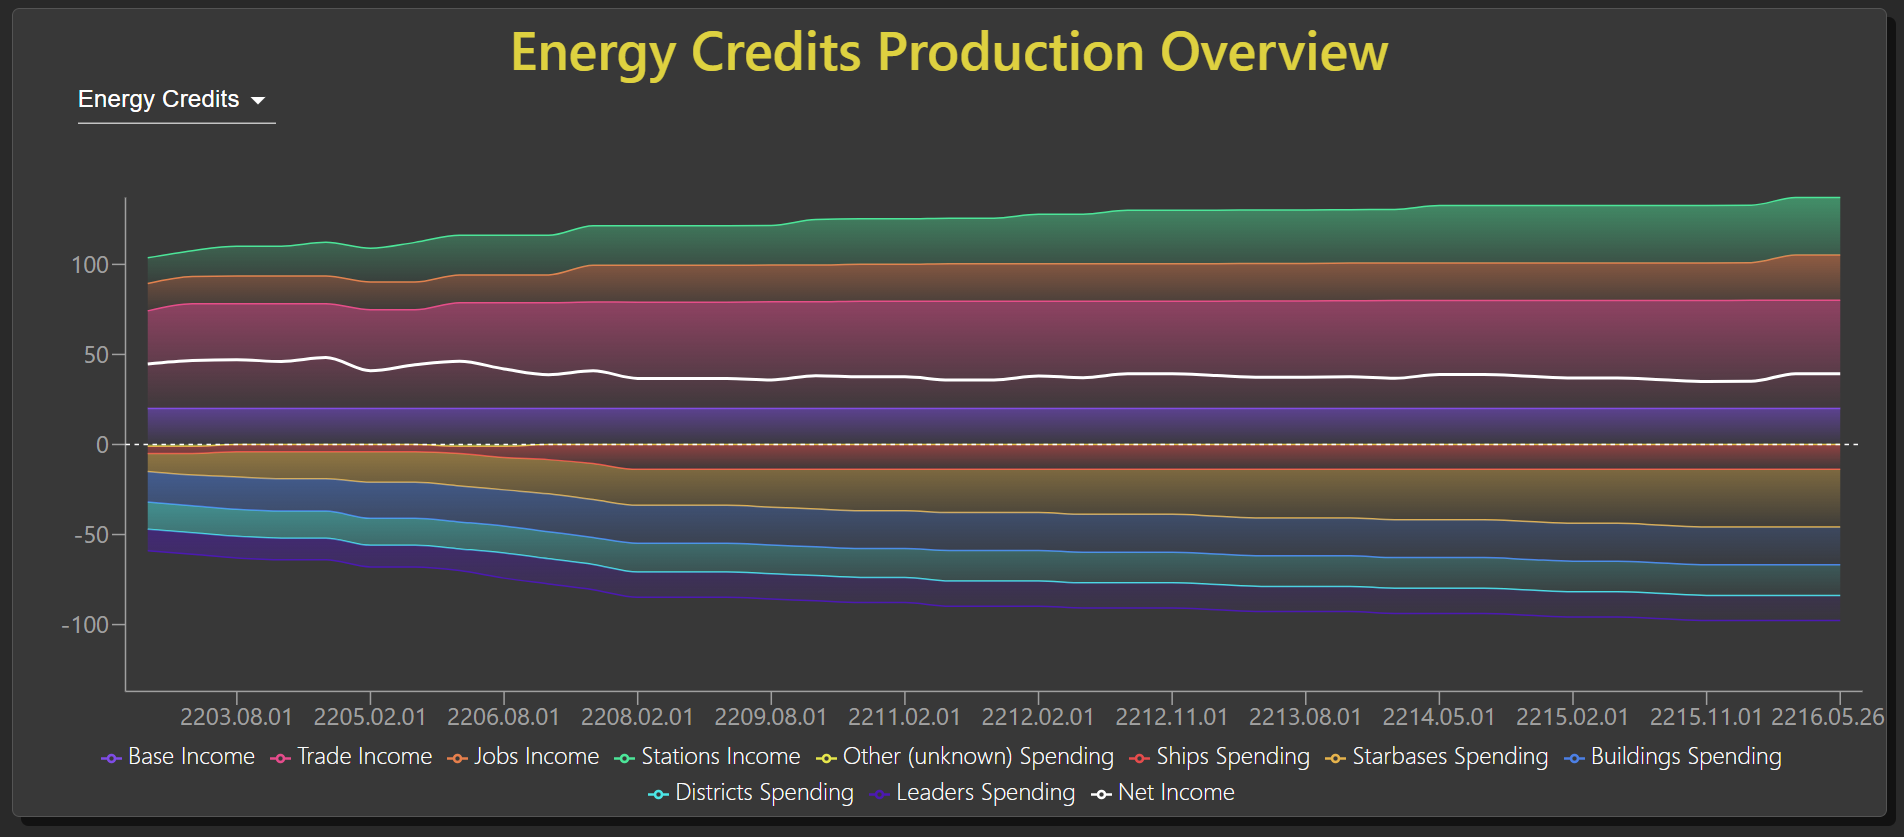 Energy Credits Production Overview
Energy Credits
100
50
0
-50
-100
2203.08.01 2205.02.01 2206.08.01 2208.02.01 2209.08.01 2211.02.01 2212.02.01 2212.11.01 2213.08.01 2214.05.01 2215.02.01 2215.11.01 2216.05.26
Base Income Trade Income Jobs Income Stations Income Other (unknown) Spending Ships Spending Starbases Spending Buildings Spending
Districts Spending Leaders Spending Net Income